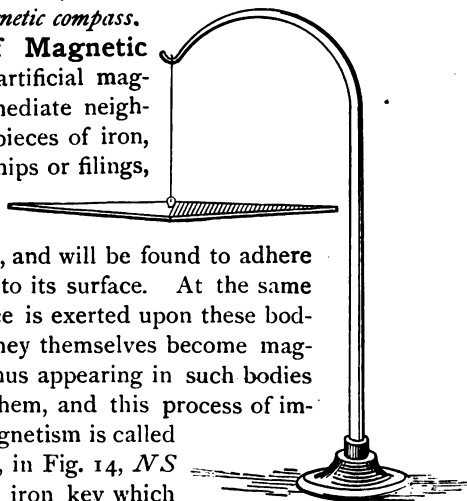 netic compass.
f Magnetic
artificial mag-
mediate neigh-
pieces of iron,
hips or filings,
, and will be found to adhere
to its surface. At the same
ce is exerted upon these bod-
hey themselves become mag-
hus appearing in such bodies
hem, and this process of im-
gnetism is called
, in Fig. 14, NS
iron key which